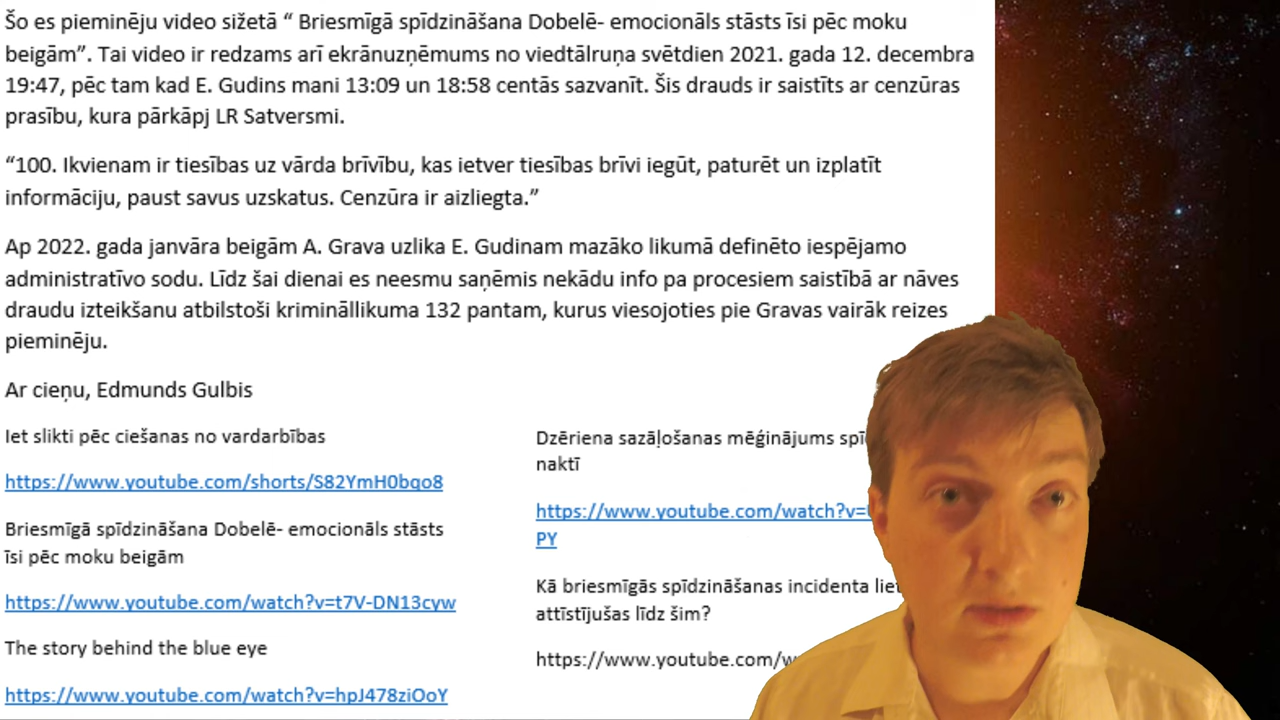 Šo es pieminēju video sižetā “ Briesmīgā spīdzināšana Dobelē- emocionāls stāsts īsi pēc moku
beigām”. Tai video ir redzams arī ekrānuzņēmums no viedtālruņa svētdien 2021. gada 12. decembra
19:47, pēc tam kad E. Gudins mani 13:09 un 18:58 centās sazvanīt. Šis drauds ir saistīts ar cenzūras
prasību, kura pārkāpj LR Satversmi.
“100. Ikvienam ir tiesības uz vārda brīvību, kas ietver tiesības brīvi iegūt, paturēt un izplatīt
informāciju, paust savus uzskatus. Cenzūra ir aizliegta.”
Ap 2022. gada janvāra beigām A. Grava uzlika E. Gudinam mazāko likumā definēto iespējamo
administratīvo sodu. Līdz šai dienai es neesmu saņēmis nekādu info pa procesiem saistībā ar nāves
draudu izteikšanu atbilstoši krimināllikuma 132 pantam, kurus viesojoties pie Gravas vairāk reizes
pieminēju.
Ar cieņu, Edmunds Gulbis
Iet slikti pēc ciešanas no vardarbības
https://www.youtube.com/shorts/S82YmH0bqo8
Briesmīgā spīdzināšana Dobelē- emocionāls stāsts
īsi pēc moku beigām
https://www.youtube.com/watch?v=t7V-DN13cyw
The story behind the blue eye
https://www.youtube.com/watch?v=hpJ478ziOoY
Dzēriena sazāļošanas mēģinājums
naktī
https://www.youtube.com/watch?v=
PY
Kā briesmīgās spīdzināšanas incidenta
attīstījušas līdz šim?
https://www.youtube.com/w